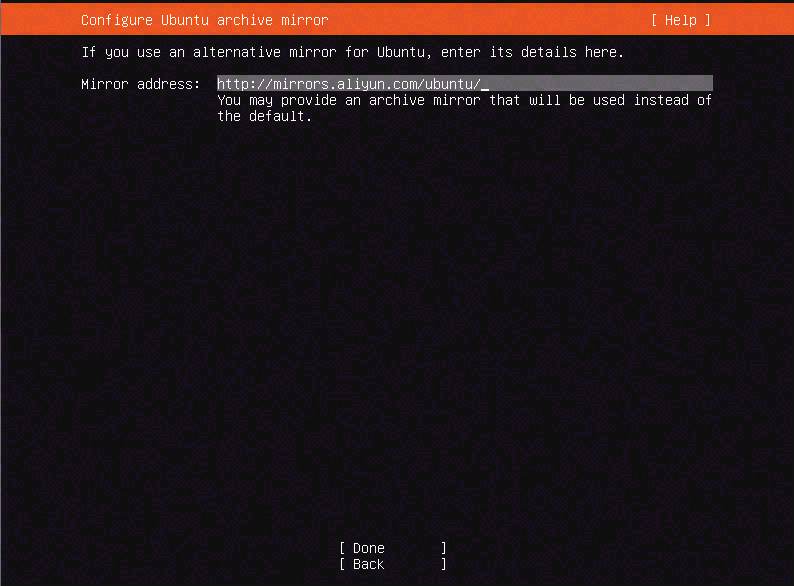 Configure Ubuntu archive mirror [ Help ]
If you use an alternative mirror for Ubuntu, enter its details here.
Mirror address: http://mirrors.aliyun.com/ubuntu/_
You may provide an archive mirror that will be used instead of
the default.
[ Done ]
[ Back ]